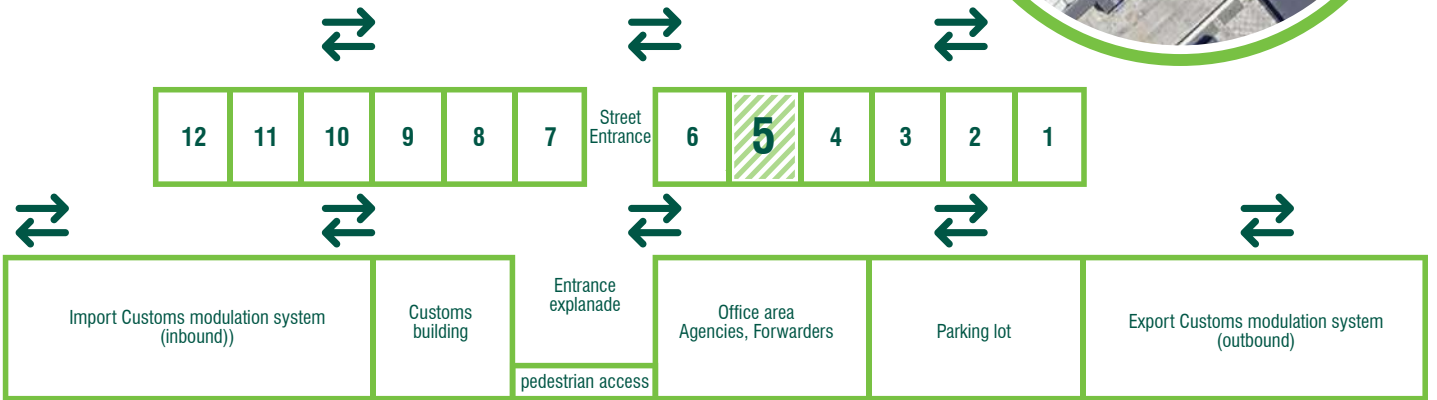 12
11
10
9
8
7
Street
Entrance
6
5
4
3
2
1
Import Customs modulation system
(inbound))
Customs
building
Entrance
explanade
pedestrian access
Office area
Agencies, Forwarders
Parking lot
Export Customs modulation system
(outbound)